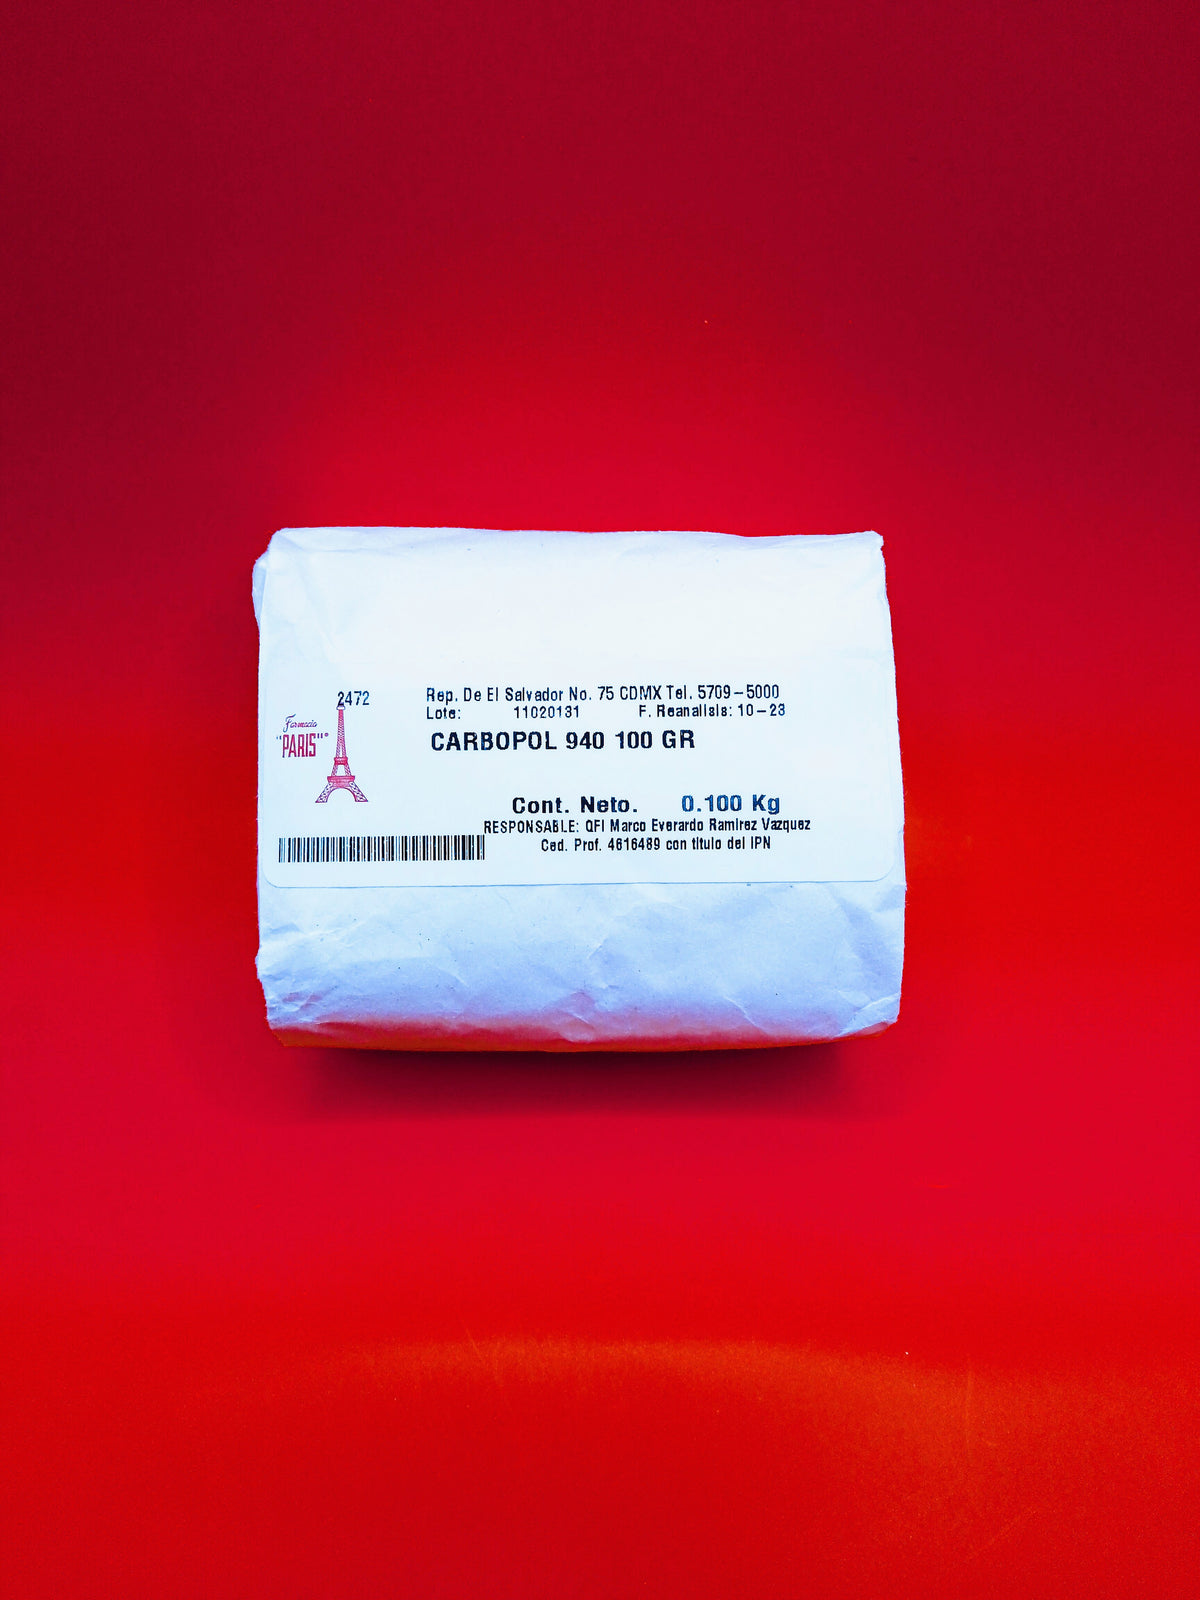 2472
Farmacia
"PARIS"®
Rep. De El Salvador No. 75 CDMX Tel. 5709-5000
Lote: 11020131 F. Reanalisis: 10-23
CARBOPOL 940 100 GR
Cont. Neto. 0.100 Kg
RESPONSABLE: QFI Marco Everardo Ramirez Vazquez
Ced. Prof. 4616489 con titulo del IPN